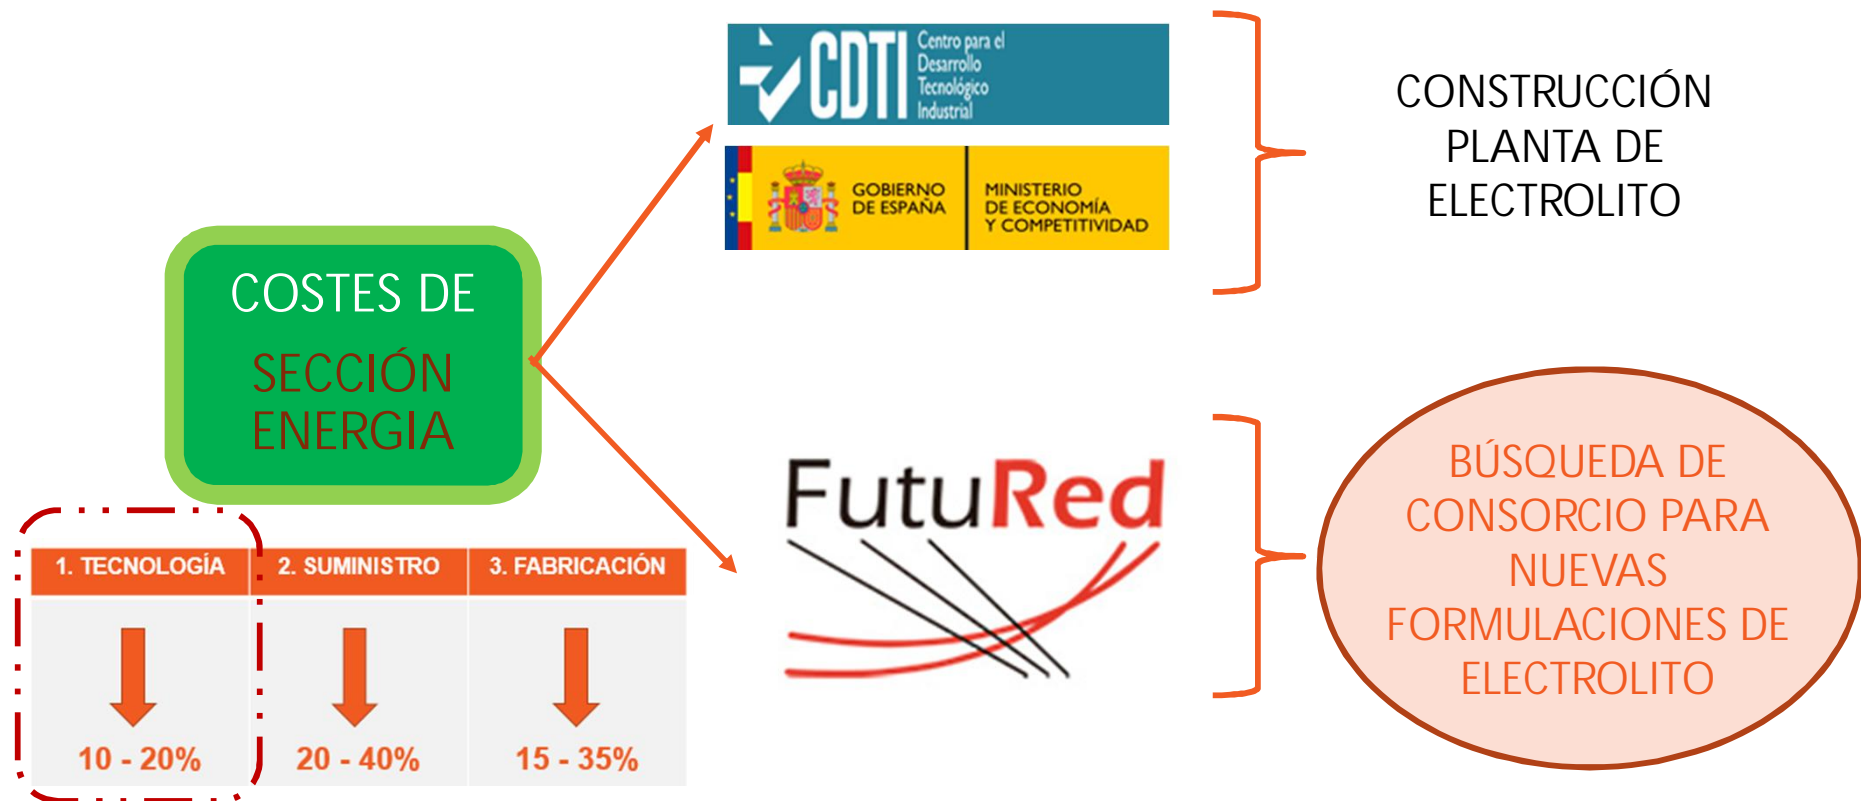 CDTI
Centro para el
Desarrollo
Tecnológico
Industrial
GOBIERNO
DE ESPAÑA
MINISTERIO
DE ECONOMÍA
Y COMPETITIVIDAD
CONSTRUCCIÓN
PLANTA DE
ELECTROLITO
COSTES DE
SECCIÓN
ENERGIA
1. TECNOLOGÍA
2. SUMINISTRO
3. FABRICACIÓN
10 - 20%
20 - 40%
15 - 35%
FutuRed
BÚSQUEDA DE
CONSORCIO PARA
NUEVAS
FORMULACIONES DE
ELECTROLITO